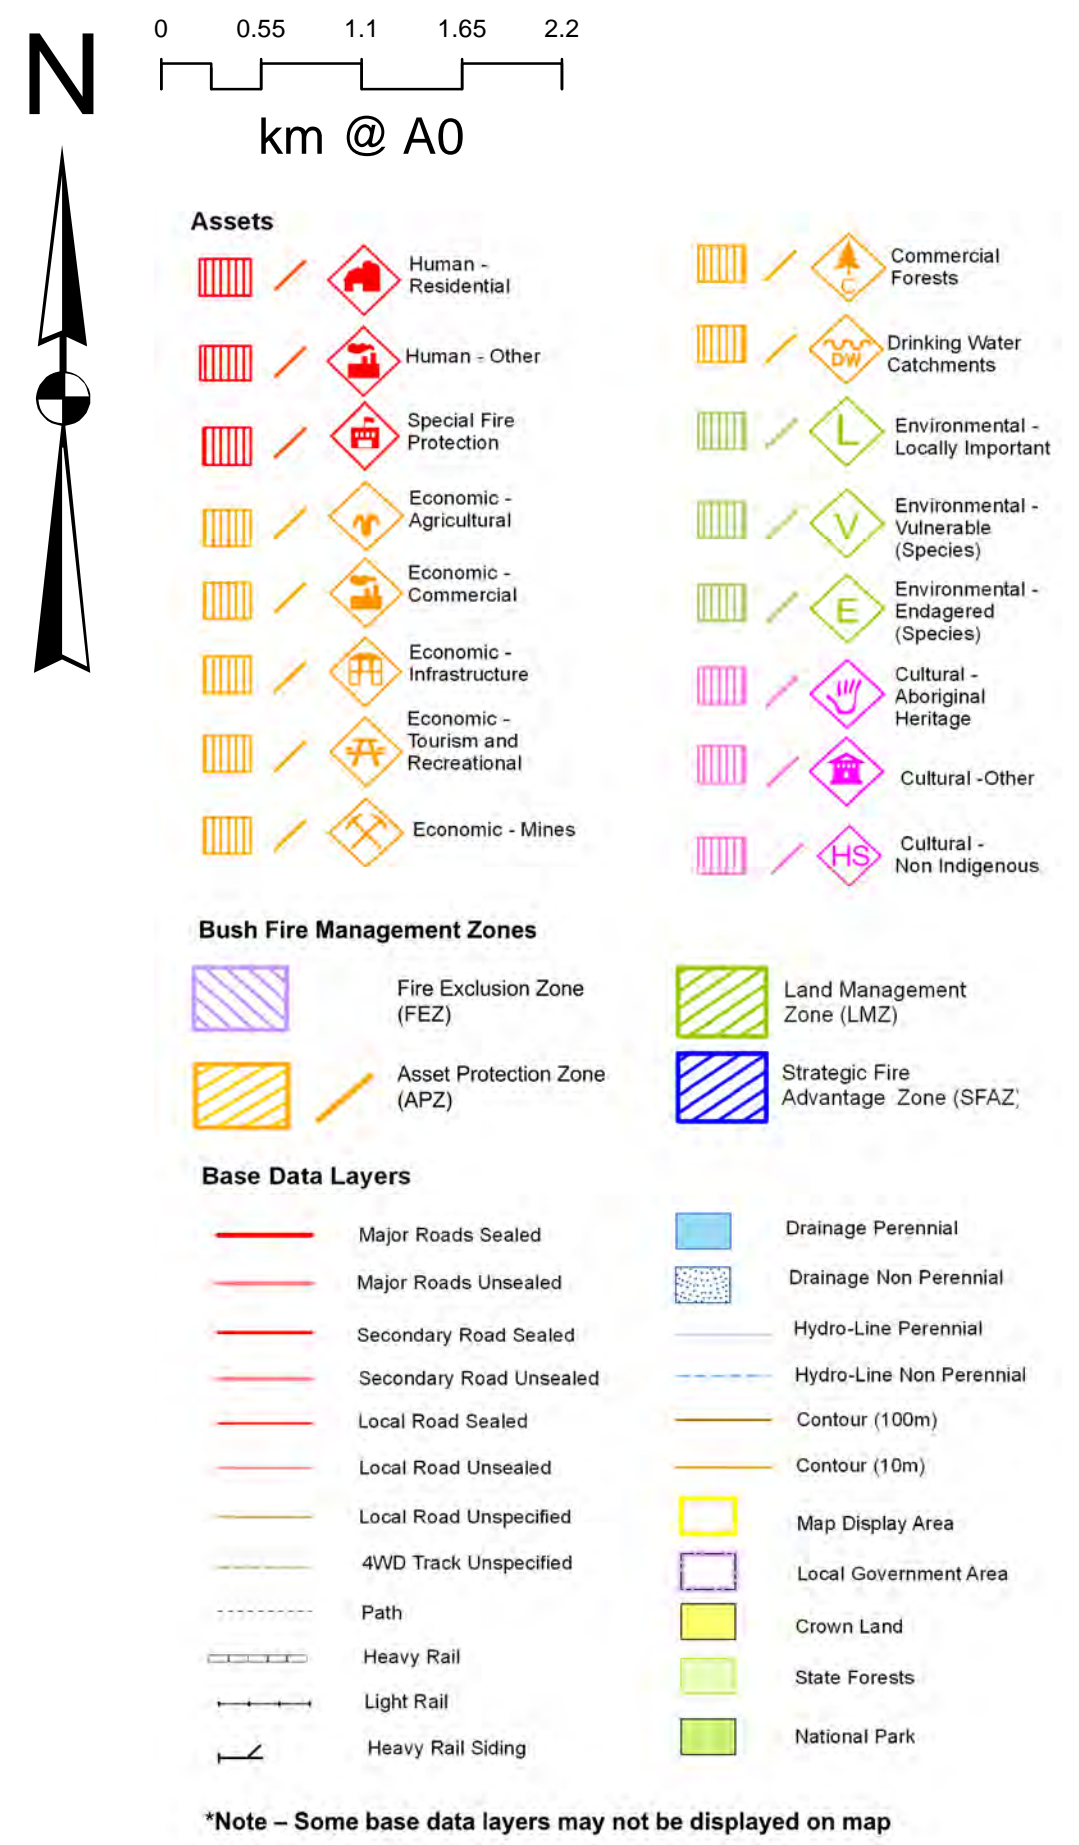 N
0 0.55 1.1 1.65 2.2
km @ A0
Assets
Human -
Residential
Human - Other
Special Fire
Protection
Economic -
Agricultural
Economic -
Commercial
Economic -
Infrastructure
Economic -
Tourism and
Recreational
Economic - Mines
C
Commercial
Forests
DW
Drinking Water
Catchments
L
Environmental -
Locally Important
V
Environmental -
Vulnerable
(Species)
E
Environmental -
Endagered
(Species)
Cultural -
Aboriginal
Heritage
Cultural -Other
HS
Cultural -
Non Indigenous
Bush Fire Management Zones
Fire Exclusion Zone
(FEZ)
Asset Protection Zone
(APZ)
Land Management
Zone (LMZ)
Strategic Fire
Advantage Zone (SFAZ)
Base Data Layers
Major Roads Sealed
Major Roads Unsealed
Secondary Road Sealed
Secondary Road Unsealed
Local Road Sealed
Local Road Unsealed
Local Road Unspecified
4WD Track Unspecified
Path
Heavy Rail
Light Rail
Heavy Rail Siding
Drainage Perennial
Drainage Non Perennial
Hydro-Line Perennial
Hydro-Line Non Perennial
Contour (100m)
Contour (10m)
Map Display Area
Local Government Area
Crown Land
State Forests
National Park
*Note – Some base data layers may not be displayed on map